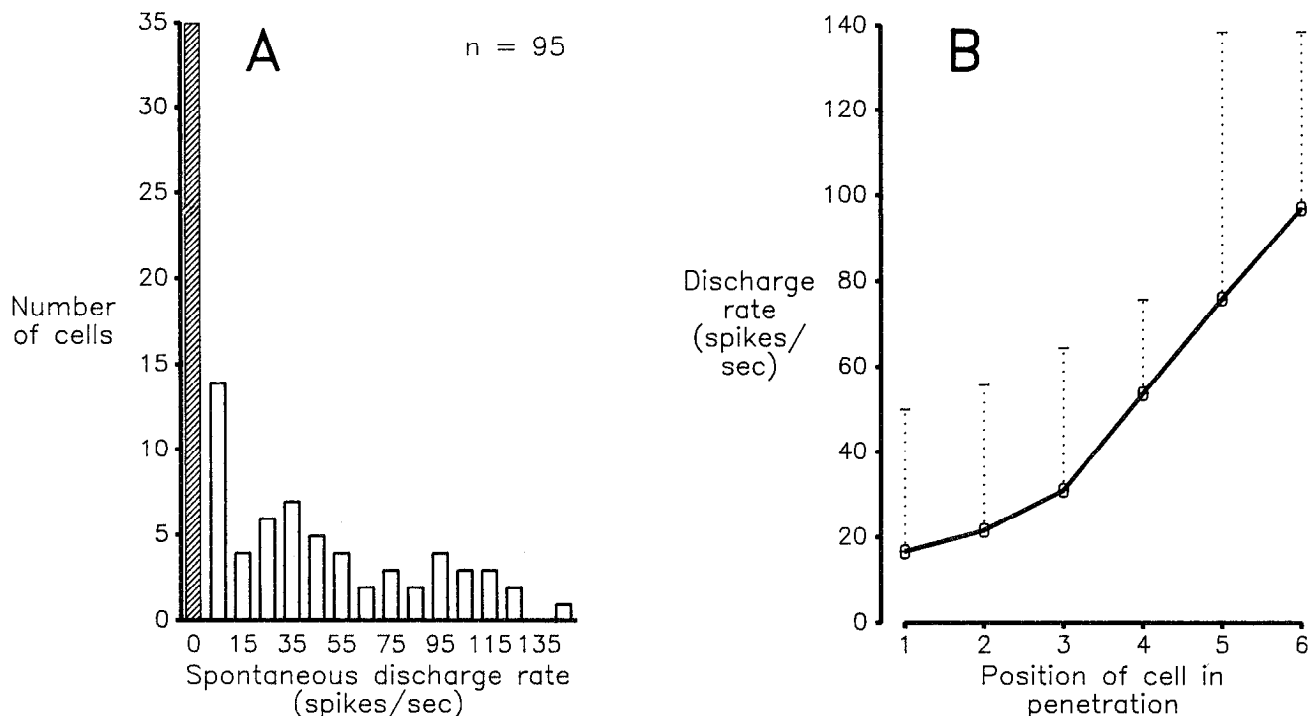 A
n = 95
35
30
25
20
15
10
5
0
Number
of cells
0 15 35 55 75 95 115 135
Spontaneous discharge rate
(spikes/sec)
B
140
120
100
80
60
40
20
0
Discharge
rate
(spikes/
sec)
1 2 3 4 5 6
Position of cell in
penetration